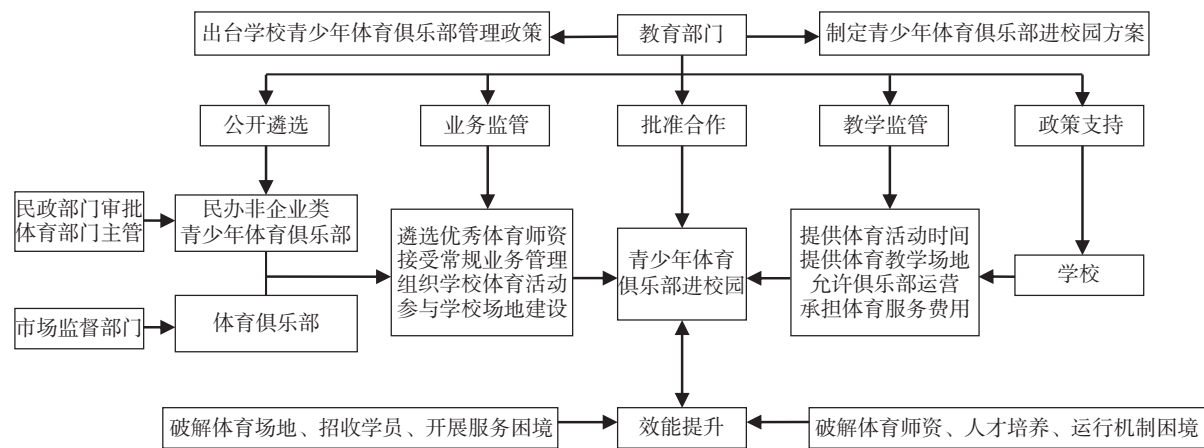 出台学校青少年体育俱乐部管理政策
教育部门
制定青少年体育俱乐部进校园方案
公开遴选
业务监管
批准合作
教学监管
政策支持
民政部门审批
体育部门主管
民办非企业类
青少年体育俱乐部
遴选优秀体育师资
接受常规业务管理
组织学校体育活动
参与学校场地建设
青少年体育
俱乐部进校园
提供体育活动时间
提供体育教学场地
允许俱乐部运营
承担体育服务费用
学校
市场监督部门
体育俱乐部
破解体育场地、招收学员、开展服务困境
效能提升
破解体育师资、人才培养、运行机制困境